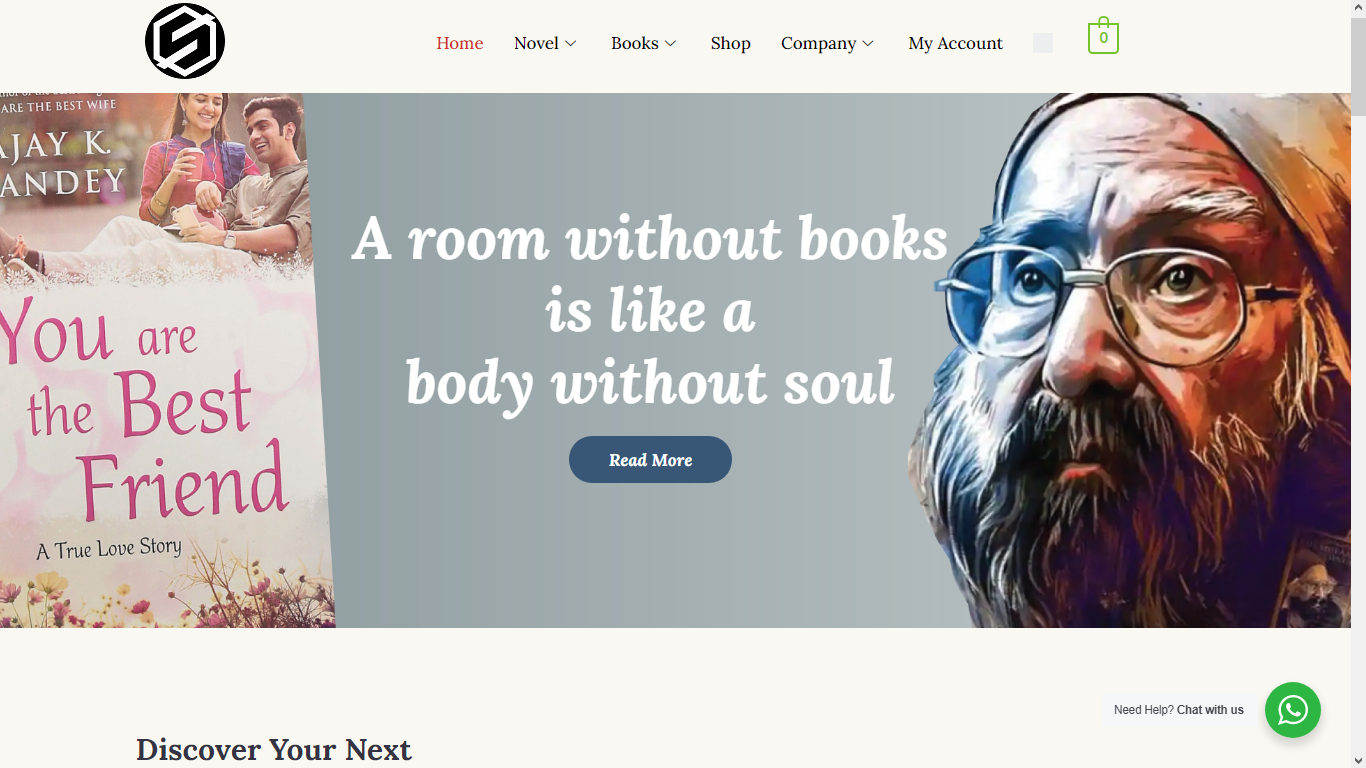 Home Novel Books Shop Company My Account 0
ARE THE BEST WIFE
AJAY K.
ANDEY
You are
the Best
Friend
A True Love Story
A room without books
is like a
body without soul
Read More
Need Help? Chat with us
Discover Your Next